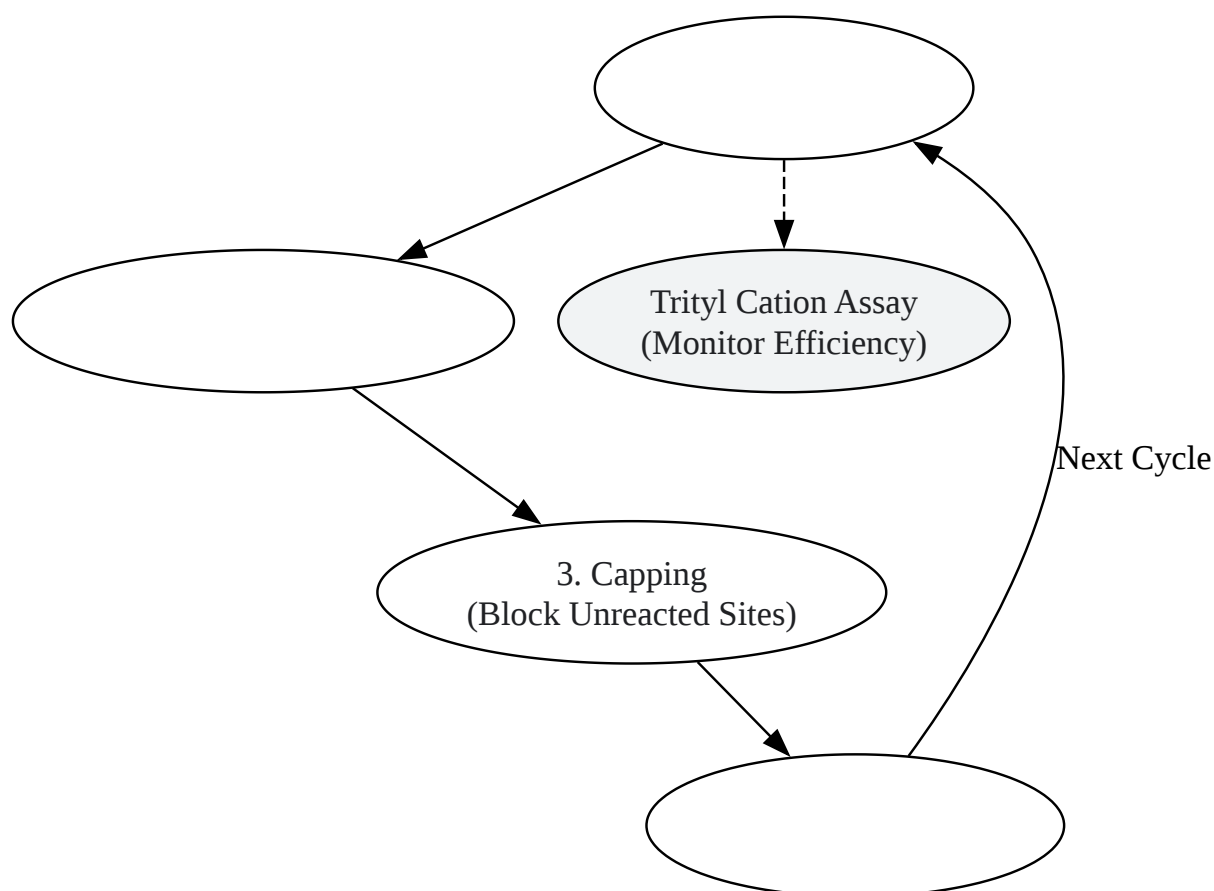 Trityl Cation Assay
(Monitor Efficiency)
Next Cycle
3. Capping
(Block Unreacted Sites)